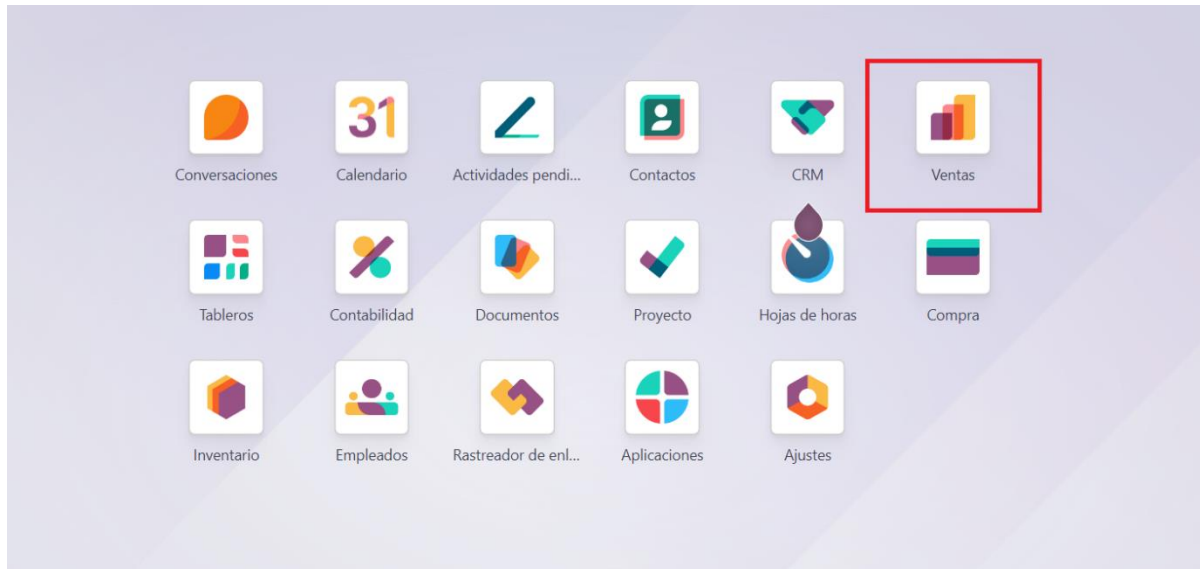 31
Conversaciones
Calendario
Actividades pendi...
Contactos
CRM
Ventas
Tableros
Contabilidad
Documentos
Proyecto
Hojas de horas
Compra
Inventario
Empleados
Rastreador de enl...
Aplicaciones
Ajustes